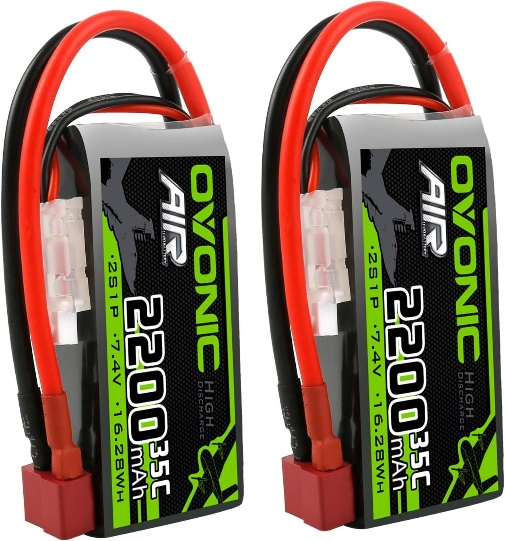 OVONIC
AIR
HIGH
DISCHARGE
·2S1P ·7.4V ·16.28WH
2200mAh
35C
OVONIC
AIR
HIGH
DISCHARGE
·2S1P ·7.4V ·16.28WH
2200mAh
35C